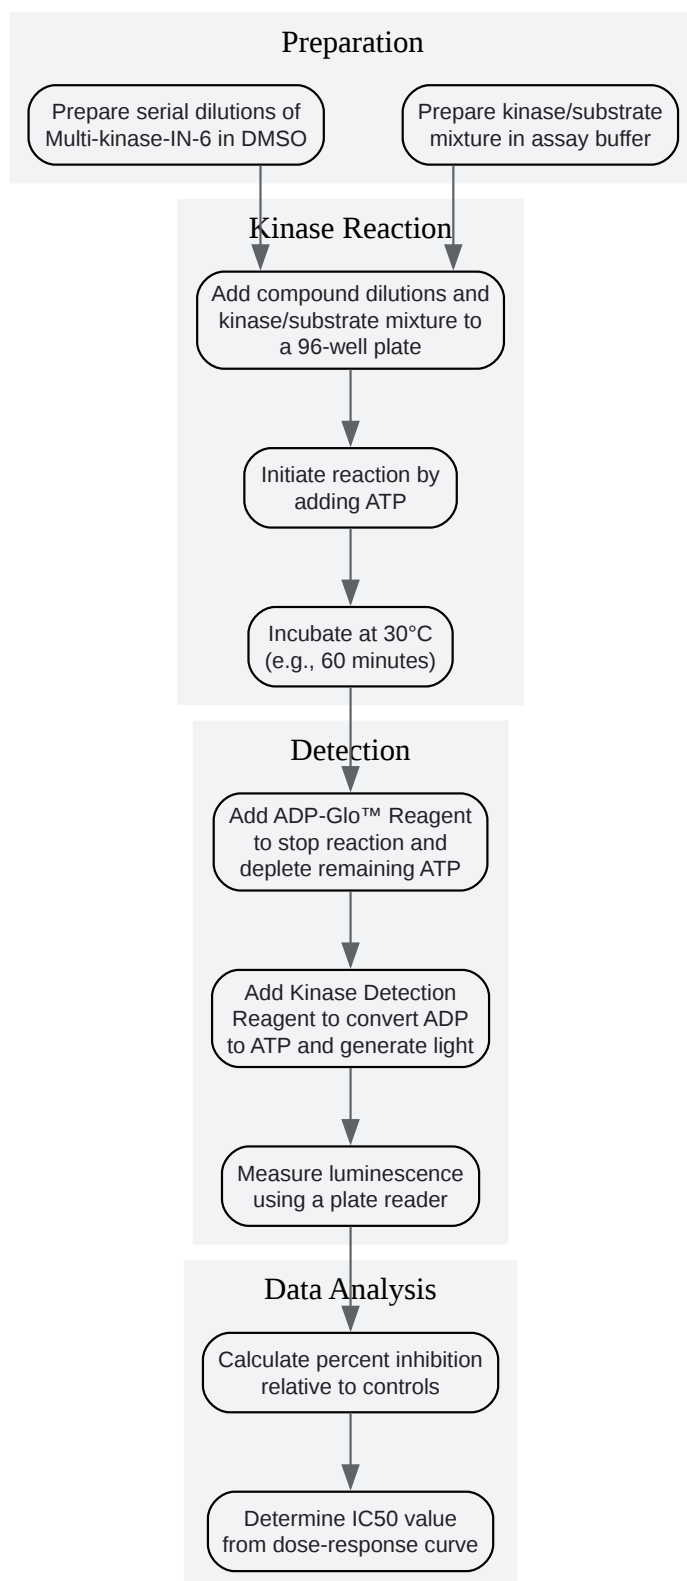 Preparation
Prepare serial dilutions of
Multi-kinase-IN-6 in DMSO
Prepare kinase/substrate
mixture in assay buffer
Kinase Reaction
Add compound dilutions and
kinase/substrate mixture to
a 96-well plate
Initiate reaction by
adding ATP
Incubate at 30°C
(e.g., 60 minutes)
Detection
Add ADP-Glo™ Reagent
to stop reaction and
deplete remaining ATP
Add Kinase Detection
Reagent to convert ADP
to ATP and generate light
Measure luminescence
using a plate reader
Data Analysis
Calculate percent inhibition
relative to controls
Determine IC50 value
from dose-response curve